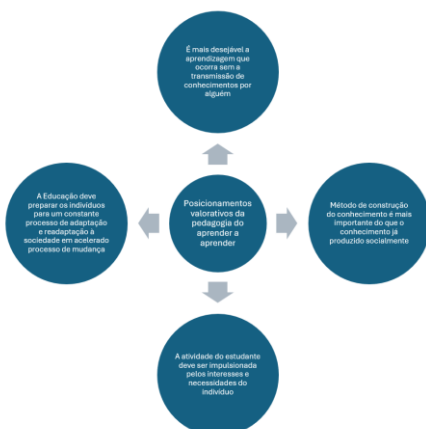 É mais desejável a
aprendizagem que
ocorra sem a
transmissão de
conhecimentos por
alguém
A Educação deve
preparar os indivíduos
para um constante
processo de adaptação
e readaptação à
sociedade em acelerado
processo de mudança
Posicionamentos
valorativos da
pedagogia do
aprender a
aprender
Método de construção
do conhecimento é mais
importante do que o
conhecimento já
produzido socialmente
A atividade do estudante
deve ser impulsionada
pelos interesses e
necessidades do
indivíduo